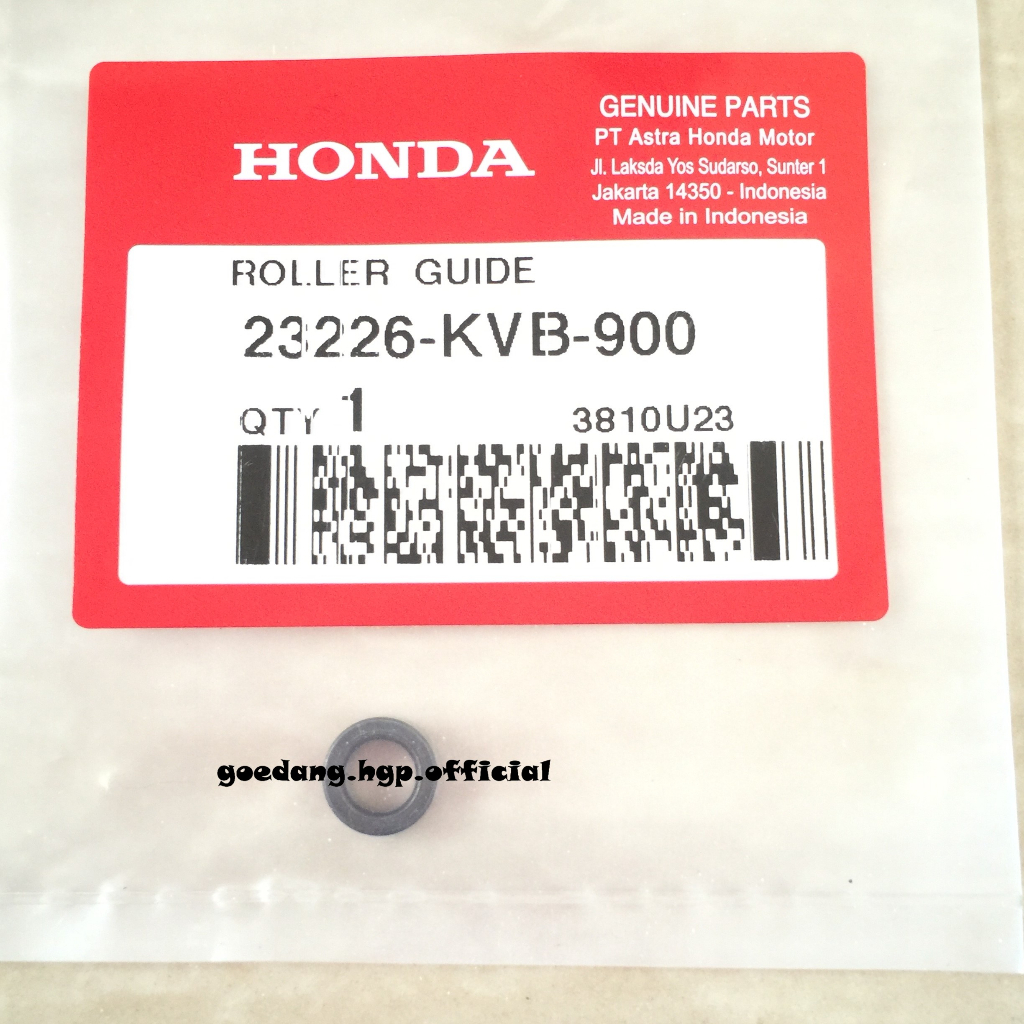 HONDA
GENUINE PARTS
PT Astra Honda Motor
Jl. Laksda Yos Sudarso, Sunter 1
Jakarta 14350 - Indonesia
Made in Indonesia
ROLLER GUIDE
23226-KVB-900
QTY 1
3810U23
goedang.hgp.official